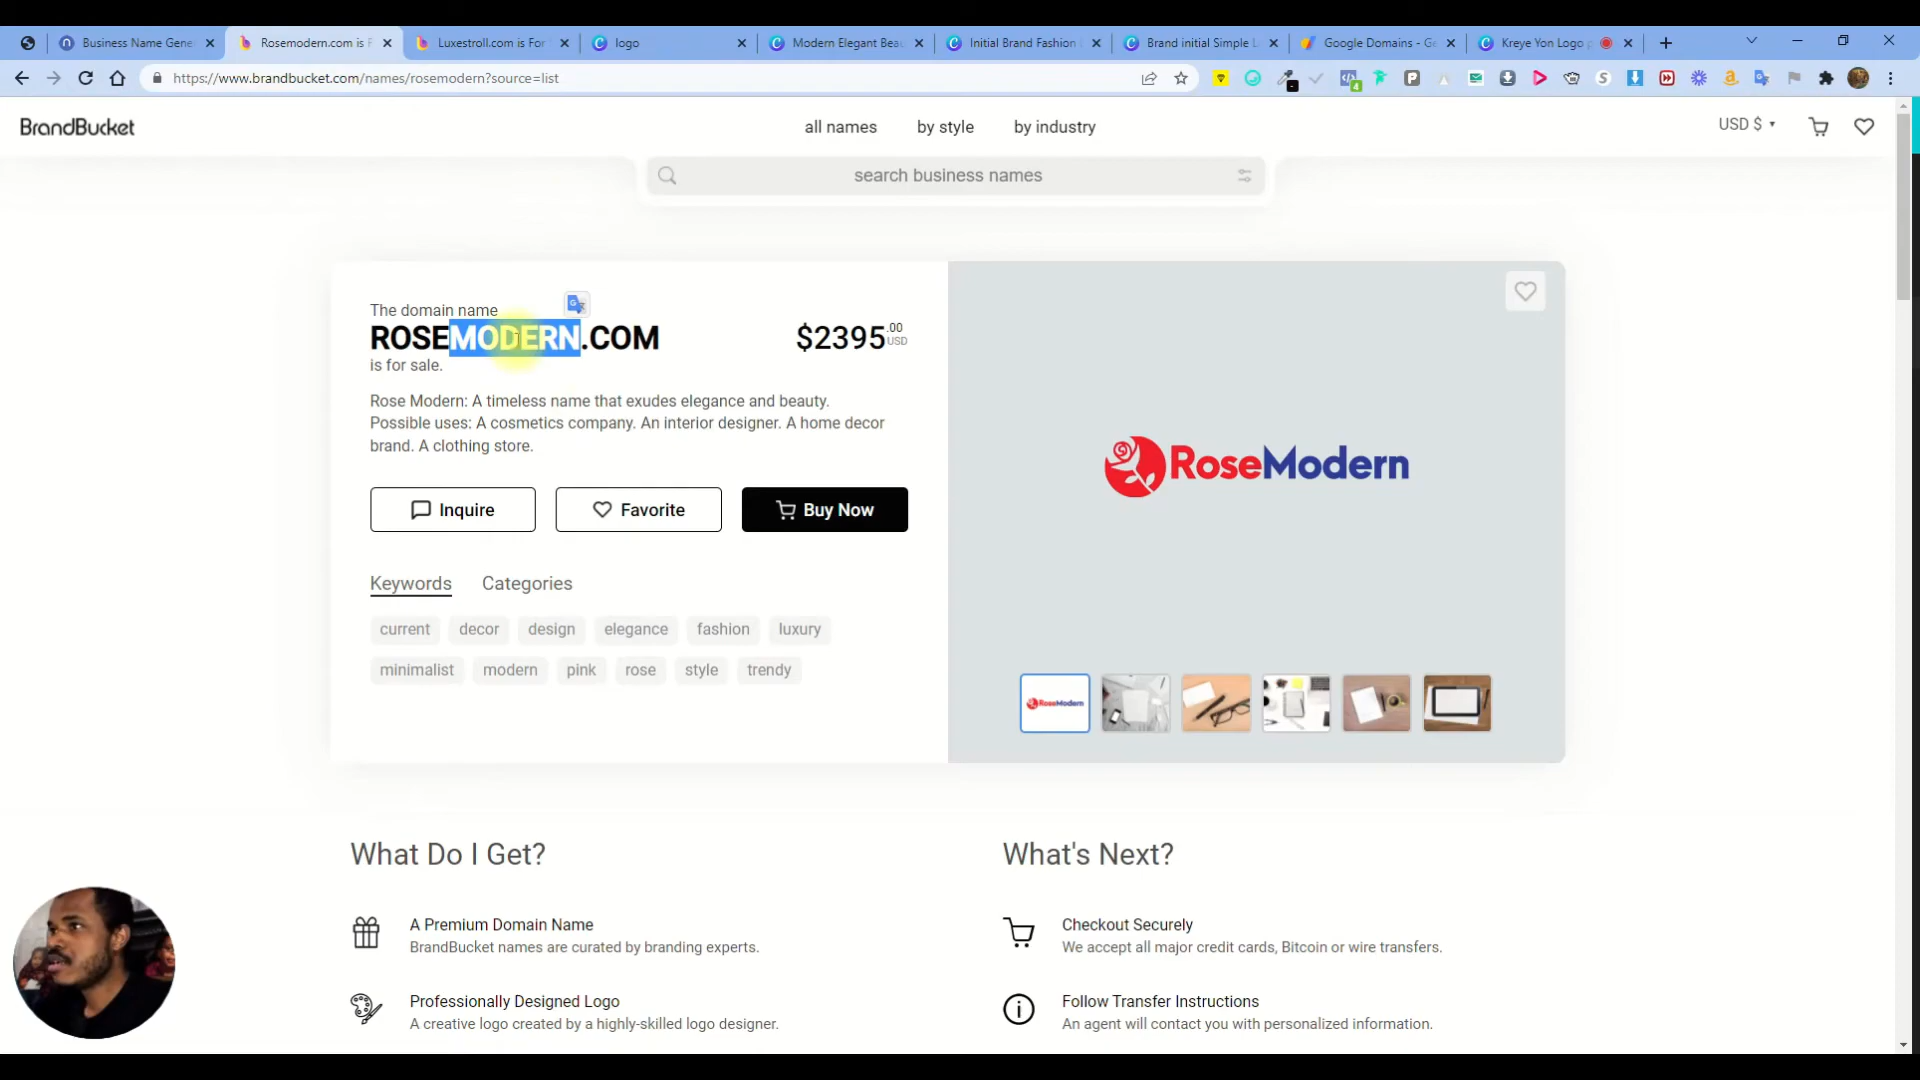 Business Name Gene
Rosemodern.com is F
Luxestroll.com is For
logo
Modern Elegant Beau
Initial Brand Fashion
Brand initial Simple L
Google Domains - Ge
Kreye Yon Logo p
https://www.brandbucket.com/names/rosemodern?source=list
BrandBucket
all names
by style
by industry
USD $
search business names
The domain name
ROSEMODERN.COM
$2395.00 USD
is for sale.
Rose Modern: A timeless name that exudes elegance and beauty.
Possible uses: A cosmetics company. An interior designer. A home decor
brand. A clothing store.
Inquire
Favorite
Buy Now
Keywords
Categories
current
decor
design
elegance
fashion
luxury
minimalist
modern
pink
rose
style
trendy
RoseModern
RoseModern
What Do I Get?
A Premium Domain Name
BrandBucket names are curated by branding experts.
Professionally Designed Logo
A creative logo created by a highly-skilled logo designer.
What's Next?
Checkout Securely
We accept all major credit cards, Bitcoin or wire transfers.
Follow Transfer Instructions
An agent will contact you with personalized information.